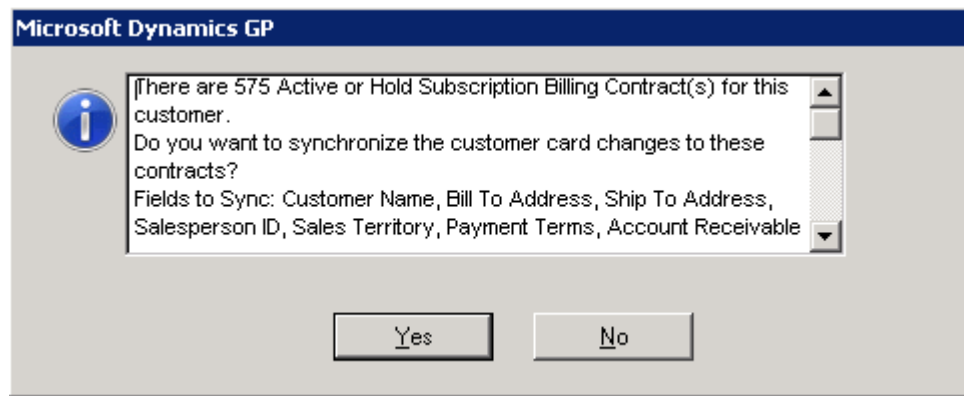 Microsoft Dynamics GP
There are 575 Active or Hold Subscription Billing Contract(s) for this
customer.
Do you want to synchronize the customer card changes to these
contracts?
Fields to Sync: Customer Name, Bill To Address, Ship To Address,
Salesperson ID, Sales Territory, Payment Terms, Account Receivable
Yes No